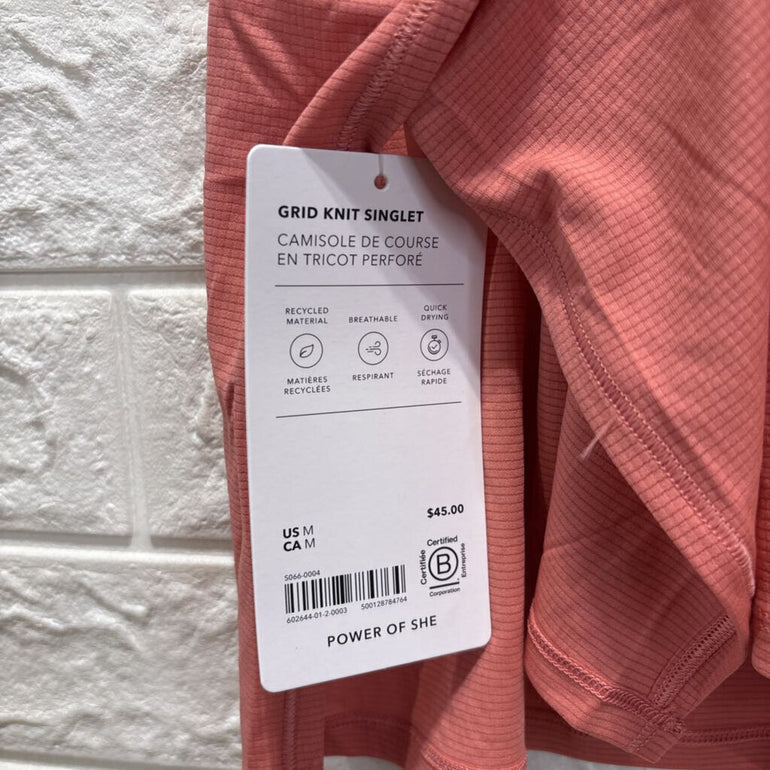 GRID KNIT SINGLET
CAMISOLE DE COURSE
EN TRICOT PERFORÉ
RECYCLED
MATERIAL
BREATHABLE
QUICK
DRYING
MATIÈRES
RECYCLÉES
RESPIRANT
SÉCHAGE
RAPIDE
$45.00
US M
CA M
S066-0004
602644-01-2-0003 500128784764
Certified
Certifiée
B
Entreprise
Corporation
POWER OF SHE